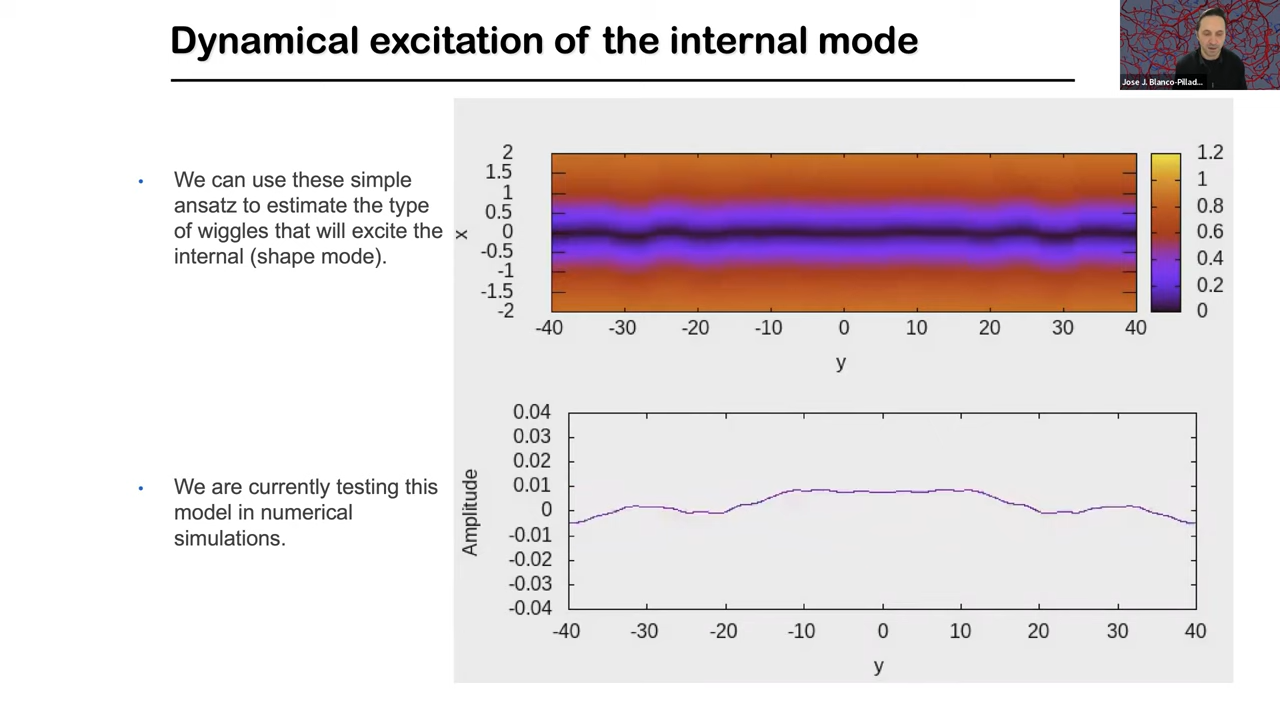 Dynamical excitation of the internal mode
Jose J. Blanco-Pillad...
We can use these simple
ansatz to estimate the type
of wiggles that will excite the
internal (shape mode).
We are currently testing this
model in numerical
simulations.
2
1.5
1
0.5
0
-0.5
-1
-1.5
-2
x
-40 -30 -20 -10 0 10 20 30 40
y
1.2
1
0.8
0.6
0.4
0.2
0
0.04
0.03
0.02
0.01
0
-0.01
-0.02
-0.03
-0.04
Amplitude
-40 -30 -20 -10 0 10 20 30 40
y